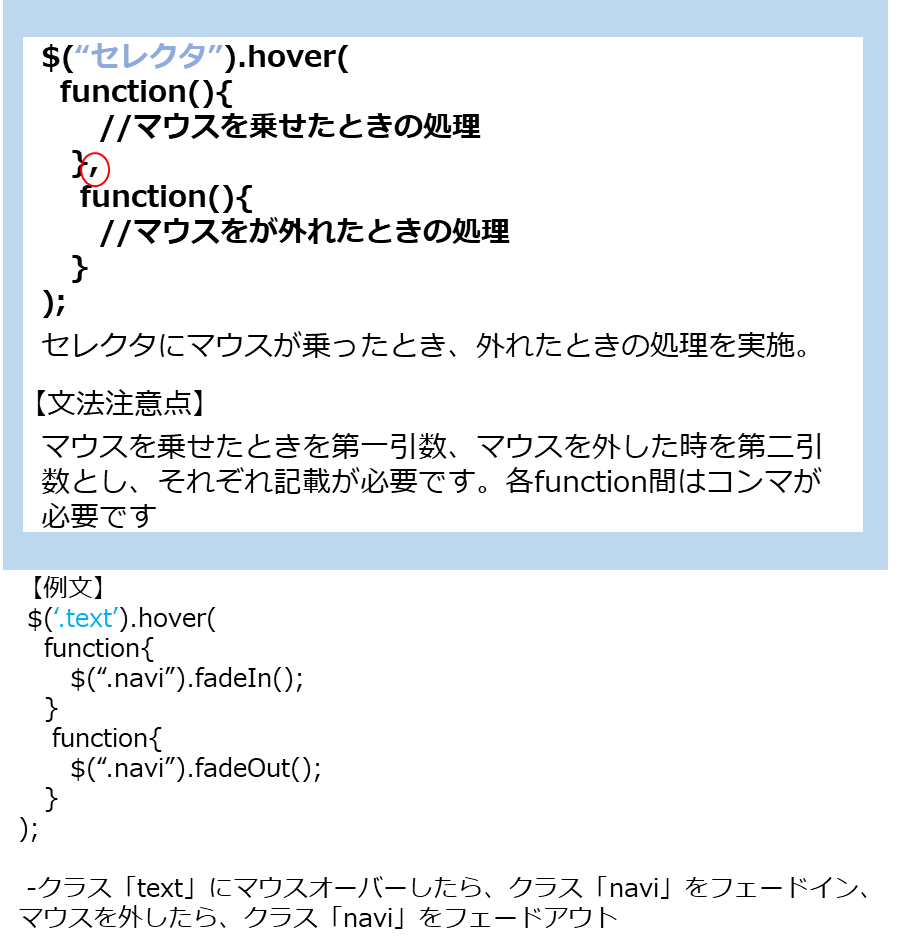 $(“セレクタ”).hover(
function(){
//マウスを乗せたときの処理
},
function(){
//マウスをが外れたときの処理
}
);
セレクタにマウスが乗ったとき、外れたときの処理を実施。
【文法注意点】
マウスを乗せたときを第一引数、マウスを外した時を第二引
数とし、それぞれ記載が必要です。各function間はコンマが
必要です
【例文】
$(‘.text’).hover(
function{
$(“.navi”).fadeIn();
}
function{
$(“.navi”).fadeOut();
}
);
-クラス「text」にマウスオーバーしたら、クラス「navi」をフェードイン、
マウスを外したら、クラス「navi」をフェードアウト